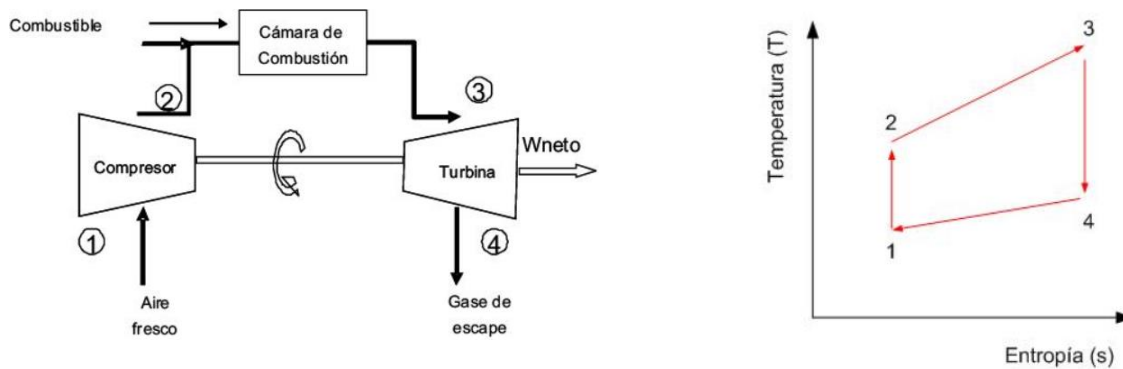 Combustible
Cámara de
Combustión
2
3
Compresor
Turbina
Wneto
1
4
Aire
fresco
Gase de
escape
Temperatura (T)
3
2
4
1
Entropía (s)